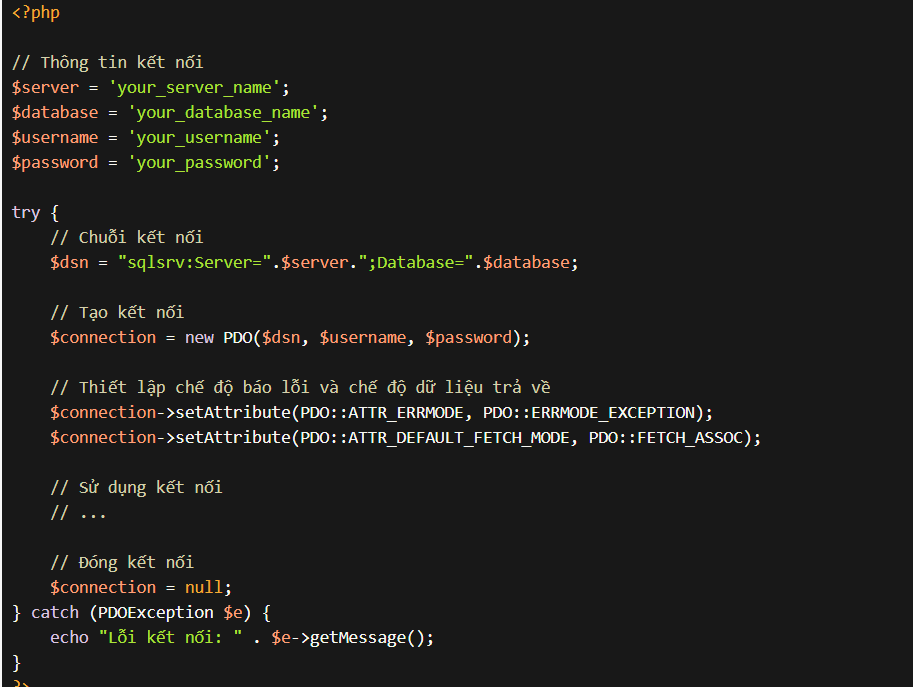 <?php
// Thông tin kết nối
$server = 'your_server_name';
$database = 'your_database_name';
$username = 'your_username';
$password = 'your_password';
try {
// Chuỗi kết nối
$dsn = "sqlsrv:Server=".$server.";Database=".$database;
// Tạo kết nối
$connection = new PDO($dsn, $username, $password);
// Thiết lập chế độ báo lỗi và chế độ dữ liệu trả về
$connection->setAttribute(PDO::ATTR_ERRMODE, PDO::ERRMODE_EXCEPTION);
$connection->setAttribute(PDO::ATTR_DEFAULT_FETCH_MODE, PDO::FETCH_ASSOC);
// Sử dụng kết nối
// ...
// Đóng kết nối
$connection = null;
} catch (PDOException $e) {
echo "Lỗi kết nối: " . $e->getMessage();
}
?>